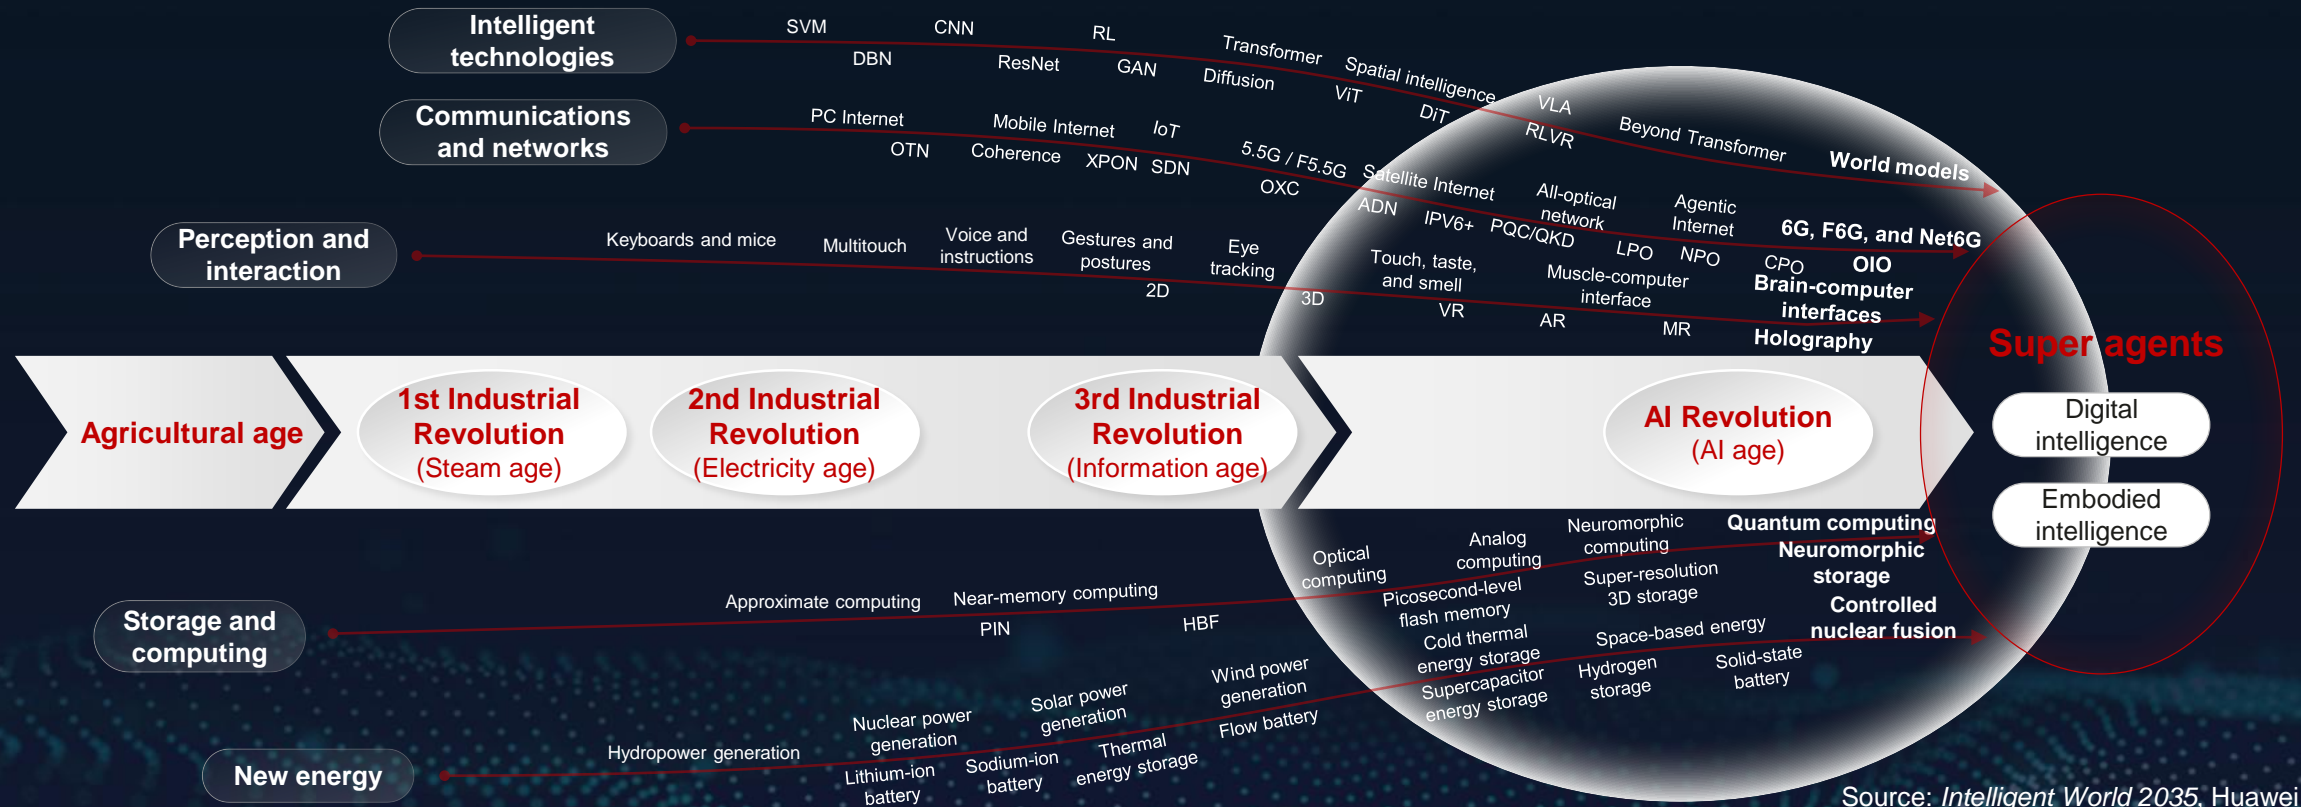 Intelligent
technologies
SVM
CNN
RL
Transformer
Spatial intelligence
VLA
Beyond Transformer
World models
DBN
ResNet
GAN
Diffusion
ViT
DiT
RLVR
Communications
and networks
PC Internet
Mobile Internet
IoT
5.5G / F5.5G
Satellite Internet
All-optical
network
Agentic
Internet
6G, F6G, and Net6G
OTN
Coherence
XPON
SDN
OXC
ADN
IPV6+
PQC/QKD
LPO
NPO
CPO
OIO
Perception and
interaction
Keyboards and mice
Multitouch
Voice and
instructions
Gestures and
postures
Eye
tracking
Touch, taste,
and smell
Muscle-computer
interface
Brain-computer
interfaces
2D
3D
VR
AR
MR
Holography
Agricultural age
1st Industrial
Revolution
(Steam age)
2nd Industrial
Revolution
(Electricity age)
3rd Industrial
Revolution
(Information age)
AI Revolution
(AI age)
Super agents
Digital
intelligence
Embodied
intelligence
Storage and
computing
Approximate computing
Near-memory computing
Optical
computing
Analog
computing
Neuromorphic
computing
Quantum computing
PIN
HBF
Picosecond-level
flash memory
Super-resolution
3D storage
Neuromorphic
storage
New energy
Hydropower generation
Nuclear power
generation
Solar power
generation
Wind power
generation
Cold thermal
energy storage
Space-based energy
Controlled
nuclear fusion
Lithium-ion
battery
Sodium-ion
battery
Thermal
energy storage
Flow battery
Supercapacitor
energy storage
Hydrogen
storage
Solid-state
battery
Source: Intelligent World 2035, Huawei